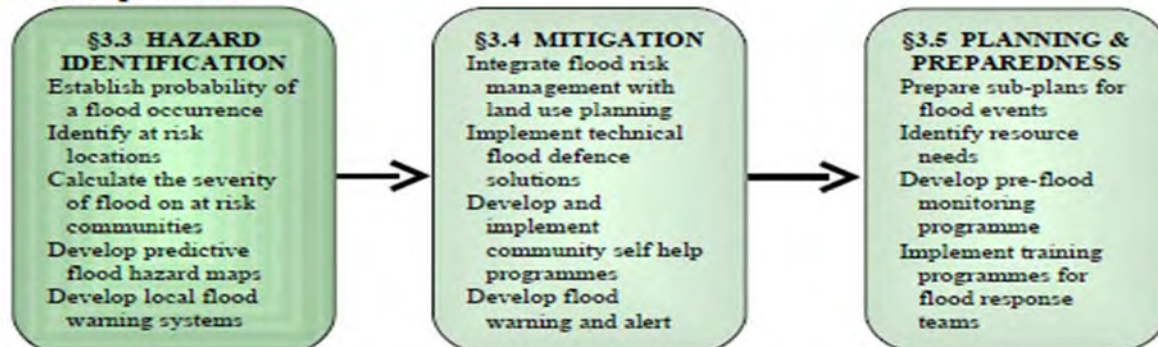 §3.3 HAZARD
IDENTIFICATION
Establish probability of
a flood occurrence
Identify at risk
locations
Calculate the severity
of flood on at risk
communities
Develop predictive
flood hazard maps
Develop local flood
warning systems
§3.4 MITIGATION
Integrate flood risk
management with
land use planning
Implement technical
flood defence
solutions
Develop and
implement
community self help
programmes
Develop flood
warning and alert
§3.5 PLANNING &
PREPAREDNESS
Prepare sub-plans for
flood events
Identify resource
needs
Develop pre-flood
monitoring
programme
Implement training
programmes for
flood response
teams